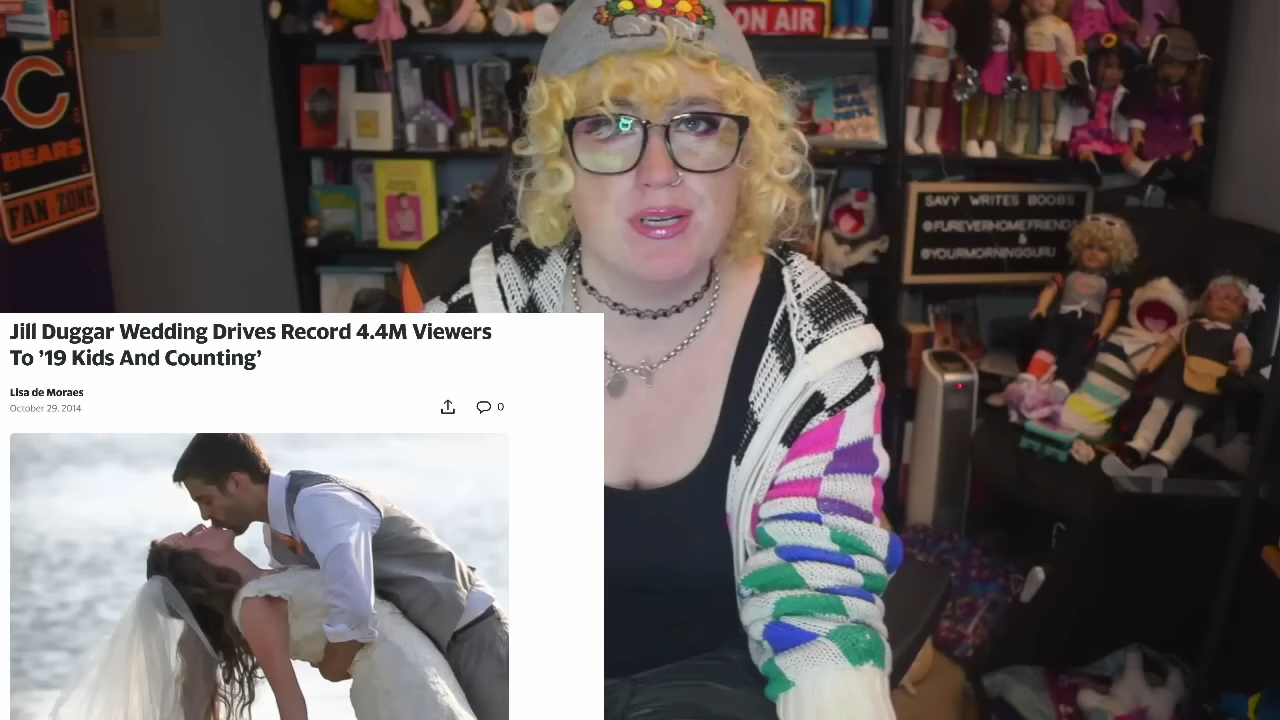 ON AIR
BEARS
FAN ZONE
SAVY WRITES BOOBS
@FUREVERHOMEFRIENDS
&
@YOURMORNINGGURU
Jill Duggar Wedding Drives Record 4.4M Viewers
To ’19 Kids And Counting’
Lisa de Moraes
October 29, 2014
0